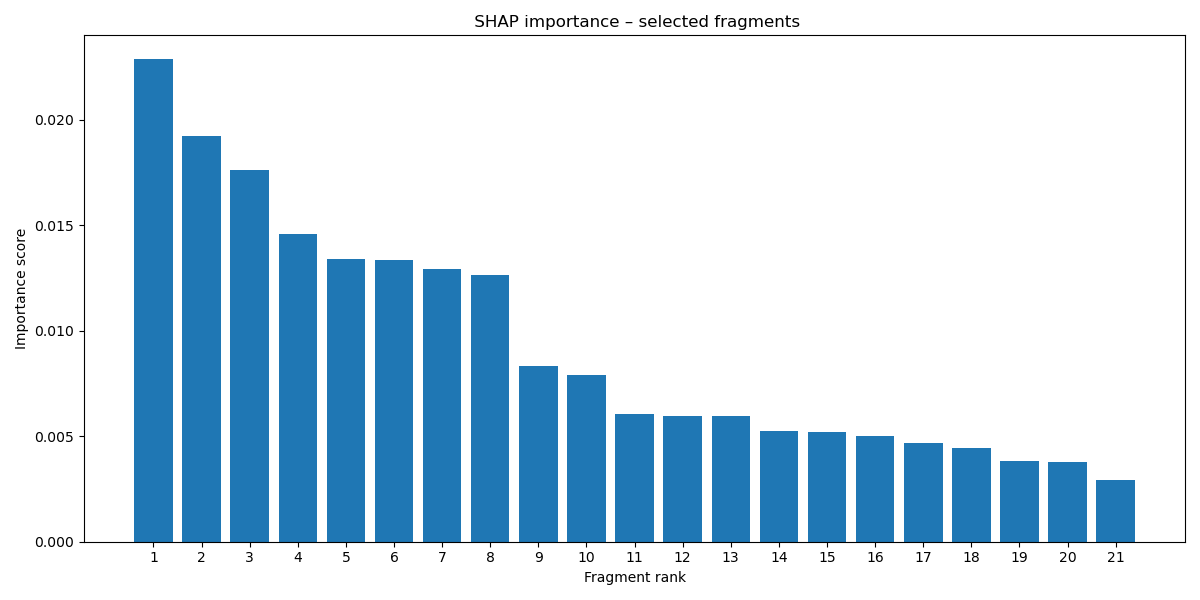 SHAP importance – selected fragments
Importance score
0.020
0.015
0.010
0.005
0.000
1 2 3 4 5 6 7 8 9 10 11 12 13 14 15 16 17 18 19 20 21
Fragment rank